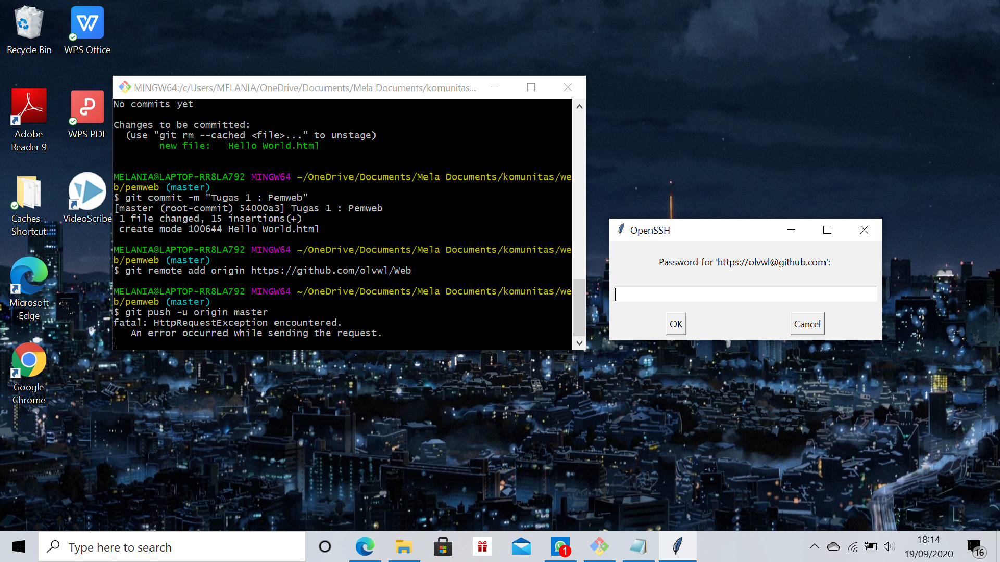 Recycle Bin
WPS Office
Adobe
Reader 9
WPS PDF
Caches -
Shortcut
VideoScribe
Microsoft
Edge
Google
Chrome
MINGW64:/c/Users/MELANIA/OneDrive/Documents/Mela Documents/komunitas...
No commits yet
Changes to be committed:
(use "git rm --cached <file>..." to unstage)
new file:   Hello World.html
MELANIA@LAPTOP-RR8LA792 MINGW64 ~/OneDrive/Documents/Mela Documents/komunitas/we
b/pemweb (master)
$ git commit -m "Tugas 1 : Pemweb"
[master (root-commit) 54000a3] Tugas 1 : Pemweb
1 file changed, 15 insertions(+)
create mode 100644 Hello World.html
MELANIA@LAPTOP-RR8LA792 MINGW64 ~/OneDrive/Documents/Mela Documents/komunitas/we
b/pemweb (master)
$ git remote add origin https://github.com/olvwl/Web
MELANIA@LAPTOP-RR8LA792 MINGW64 ~/OneDrive/Documents/Mela Documents/komunitas/we
b/pemweb (master)
$ git push -u origin master
fatal: HttpRequestException encountered.
An error occurred while sending the request.
OpenSSH
Password for 'https://olvwl@github.com':
OK
Cancel
Type here to search
1
18:14
19/09/2020
16